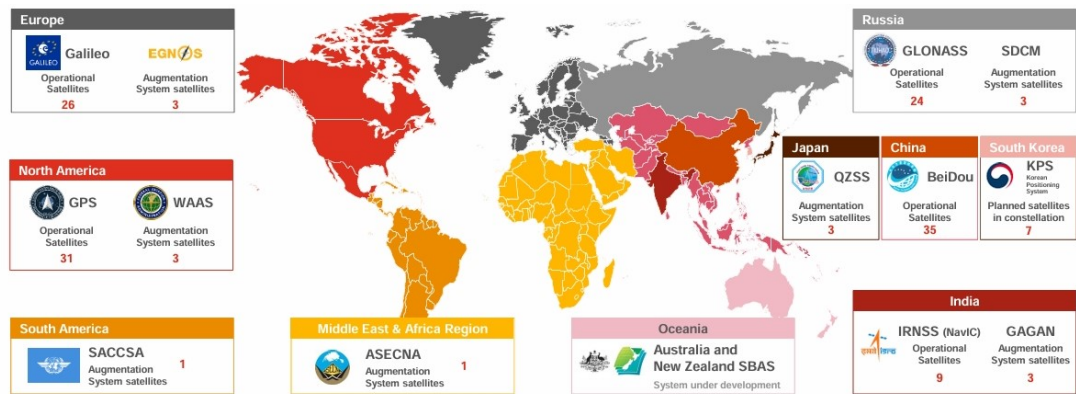 Europe
GALILEO
Galileo
Operational
Satellites
26
EGNOS
Augmentation
System satellites
3
North America
GPS
Operational
Satellites
31
WAAS
Augmentation
System satellites
3
South America
SACCSA
Augmentation
System satellites
1
Middle East & Africa Region
ASECNA
Augmentation
System satellites
1
Oceania
Australia and
New Zealand SBAS
System under development
Russia
GLONASS
Operational
Satellites
24
SDCM
Augmentation
System satellites
3
Japan
QZSS
Augmentation
System satellites
3
China
BeiDou
Operational
Satellites
35
South Korea
KPS
Korean
Positioning
System
Planned satellites
in constellation
7
India
IRNSS (NavIC)
Operational
Satellites
9
GAGAN
Augmentation
System satellites
3